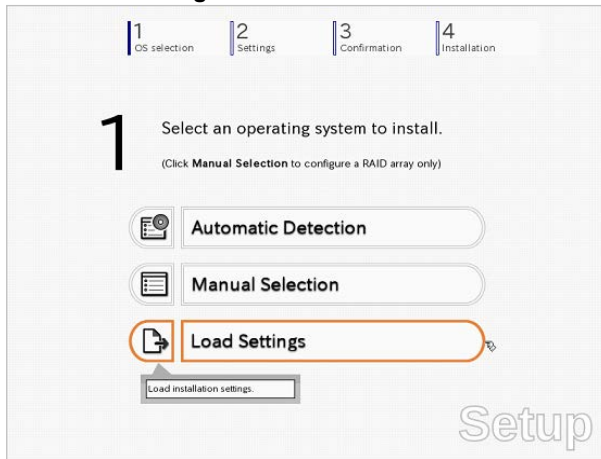 1
OS selection
2
Settings
3
Confirmation
4
Installation
1
Select an operating system to install.
(Click Manual Selection to configure a RAID array only)
Automatic Detection
Manual Selection
Load Settings
Load installation settings.
Setup